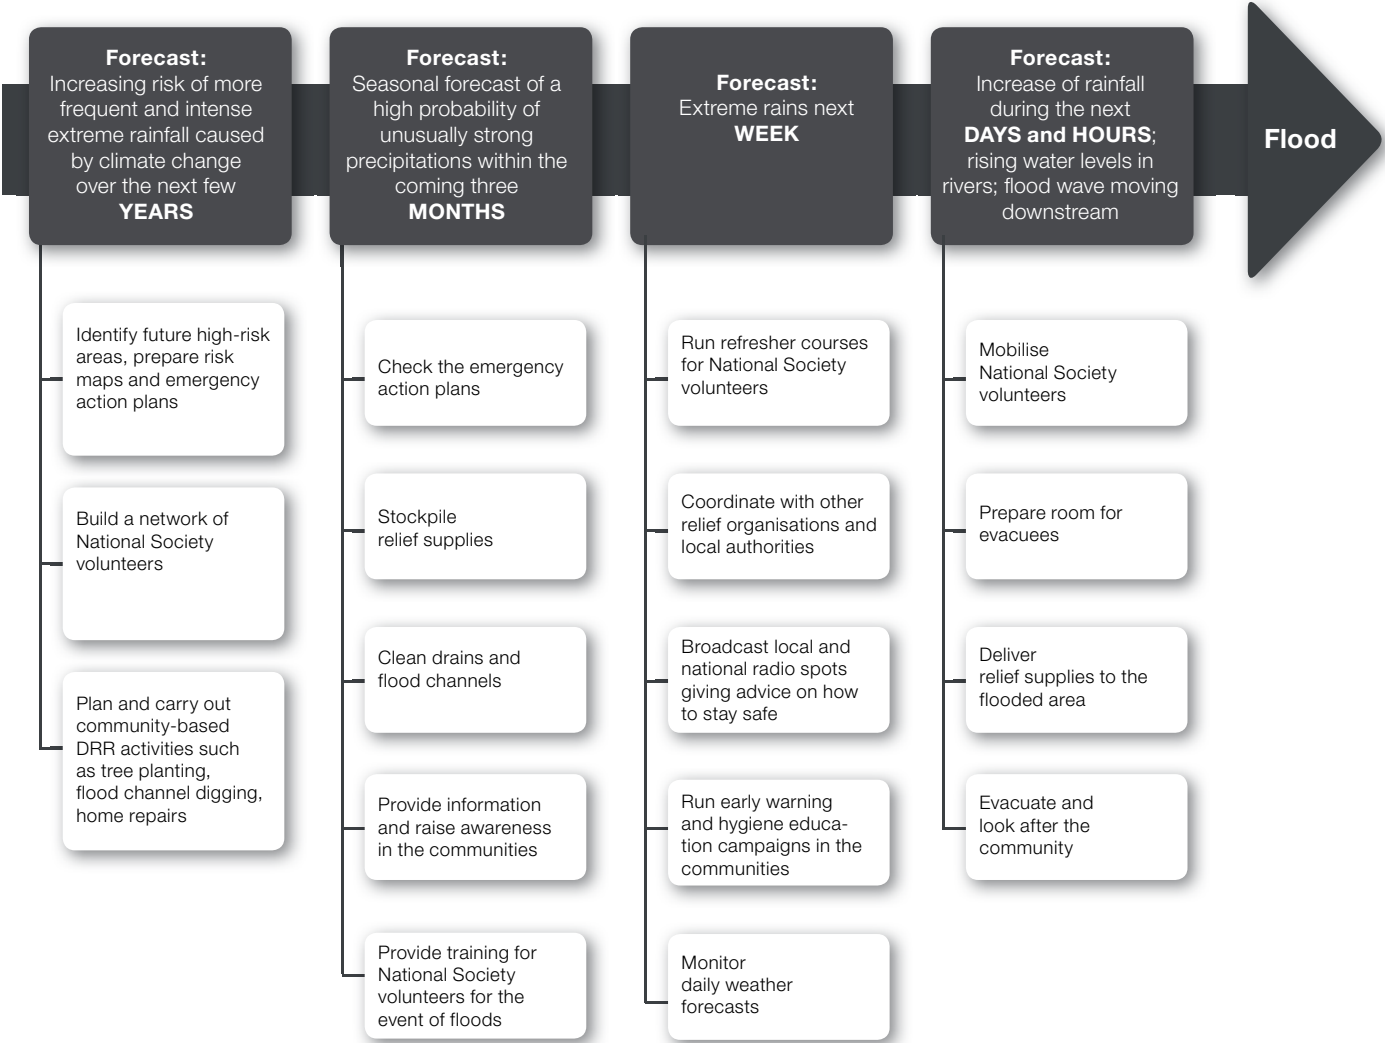 Forecast:
Increasing risk of more
frequent and intense
extreme rainfall caused
by climate change
over the next few
YEARS
Identify future high-risk
areas, prepare risk
maps and emergency
action plans
Build a network of
National Society
volunteers
Plan and carry out
community-based
DRR activities such
as tree planting,
flood channel digging,
home repairs
Forecast:
Seasonal forecast of a
high probability of
unusually strong
precipitations within the
coming three
MONTHS
Check the emergency
action plans
Stockpile
relief supplies
Clean drains and
flood channels
Provide information
and raise awareness
in the communities
Provide training for
National Society
volunteers for the
event of floods
Forecast:
Extreme rains next
WEEK
Run refresher courses
for National Society
volunteers
Coordinate with other
relief organisations and
local authorities
Broadcast local and
national radio spots
giving advice on how
to stay safe
Run early warning
and hygiene educa-
tion campaigns in the
communities
Monitor
daily weather
forecasts
Forecast:
Increase of rainfall
during the next
DAYS and HOURS;
rising water levels in
rivers; flood wave moving
downstream
Mobilise
National Society
volunteers
Prepare room for
evacuees
Deliver
relief supplies to the
flooded area
Evacuate and
look after the
community
Flood